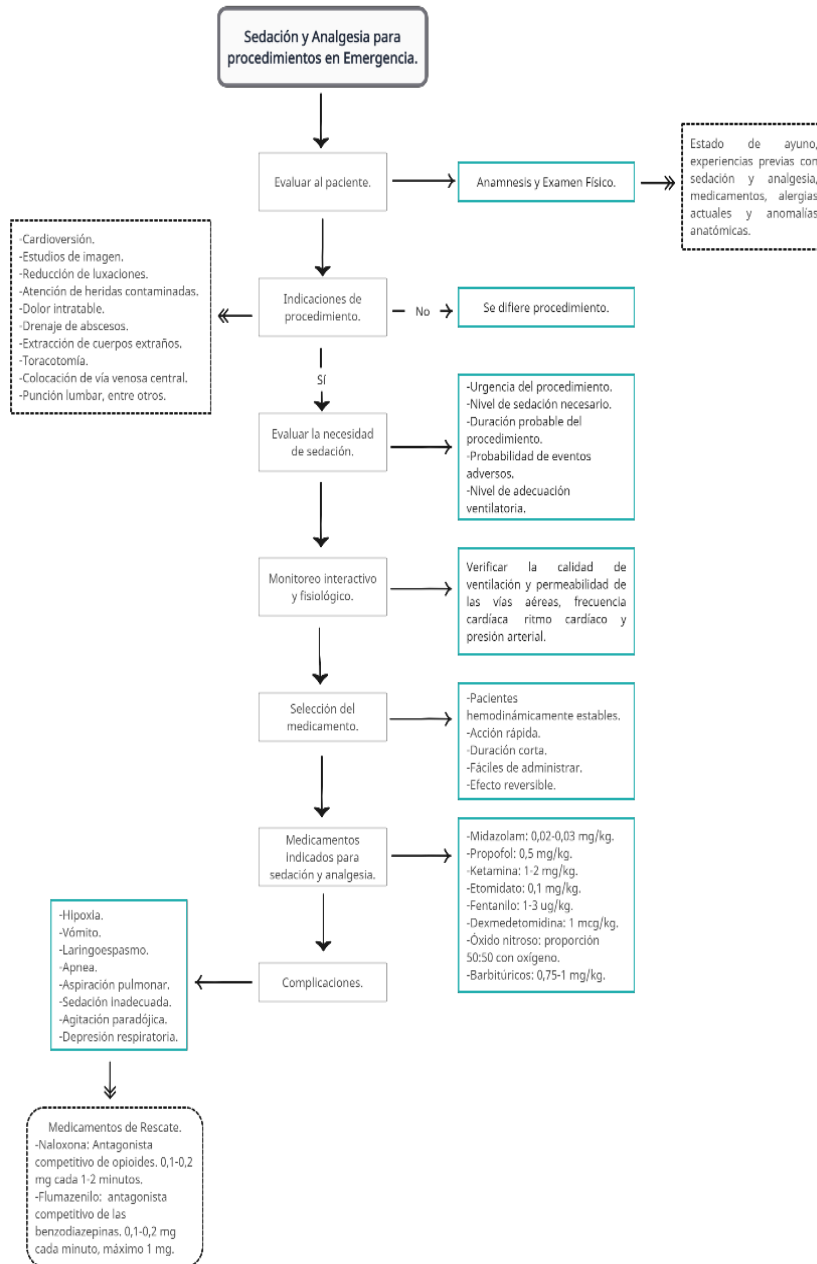 Sedación y Analgesia para
procedimientos en Emergencia.
Evaluar al paciente.
Anamnesis y Examen Físico.
Estado de ayuno,
experiencias previas con
sedación y analgesia,
medicamentos, alergias
actuales y anomalías
anatómicas.
-Cardioversión.
-Estudios de imagen.
-Reducción de luxaciones.
-Atención de heridas contaminadas.
-Dolor intratable.
-Drenaje de abscesos.
-Extracción de cuerpos extraños.
-Toracotomía.
-Colocación de vía venosa central.
-Punción lumbar, entre otros.
Indicaciones de
procedimiento.
No
Se difiere procedimiento.
Sí
Evaluar la necesidad
de sedación.
-Urgencia del procedimiento.
-Nivel de sedación necesario.
-Duración probable del
procedimiento.
-Probabilidad de eventos
adversos.
-Nivel de adecuación
ventilatoria.
Monitoreo interactivo
y fisiológico.
Verificar la calidad de
ventilación y permeabilidad de
las vías aéreas, frecuencia
cardíaca ritmo cardíaco y
presión arterial.
Selección del
medicamento.
-Pacientes
hemodinámicamente estables.
-Acción rápida.
-Duración corta.
-Fáciles de administrar.
-Efecto reversible.
Medicamentos
indicados para
sedación y analgesia.
-Midazolam: 0,02-0,03 mg/kg.
-Propofol: 0,5 mg/kg.
-Ketamina: 1-2 mg/kg.
-Etomidato: 0,1 mg/kg.
-Fentanilo: 1-3 ug/kg.
-Dexmedetomidina: 1 mcg/kg.
-Óxido nitroso: proporción
50:50 con oxígeno.
-Barbitúricos: 0,75-1 mg/kg.
Complicaciones.
-Hipoxia.
-Vómito.
-Laringoespasmo.
-Apnea.
-Aspiración pulmonar.
-Sedación inadecuada.
-Agitación paradójica.
-Depresión respiratoria.
Medicamentos de Rescate.
-Naloxona: Antagonista
competitivo de opioides. 0,1-0,2
mg cada 1-2 minutos.
-Flumazenilo: antagonista
competitivo de las
benzodiazepinas. 0,1-0,2 mg
cada minuto, máximo 1 mg.